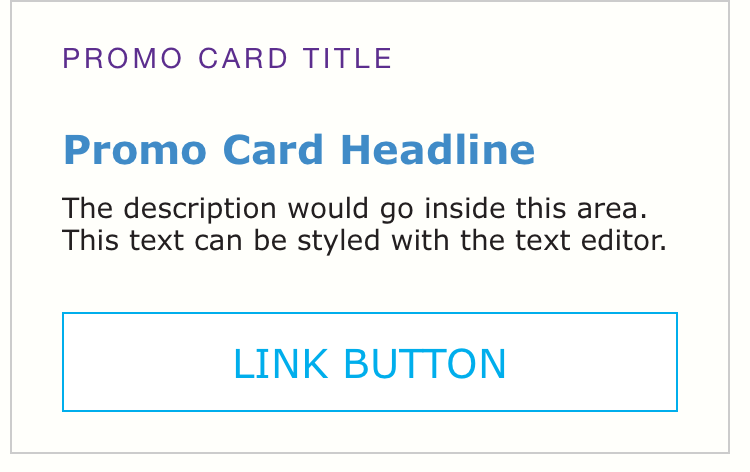 PROMO CARD TITLE
Promo Card Headline
The description would go inside this area.
This text can be styled with the text editor.
LINK BUTTON